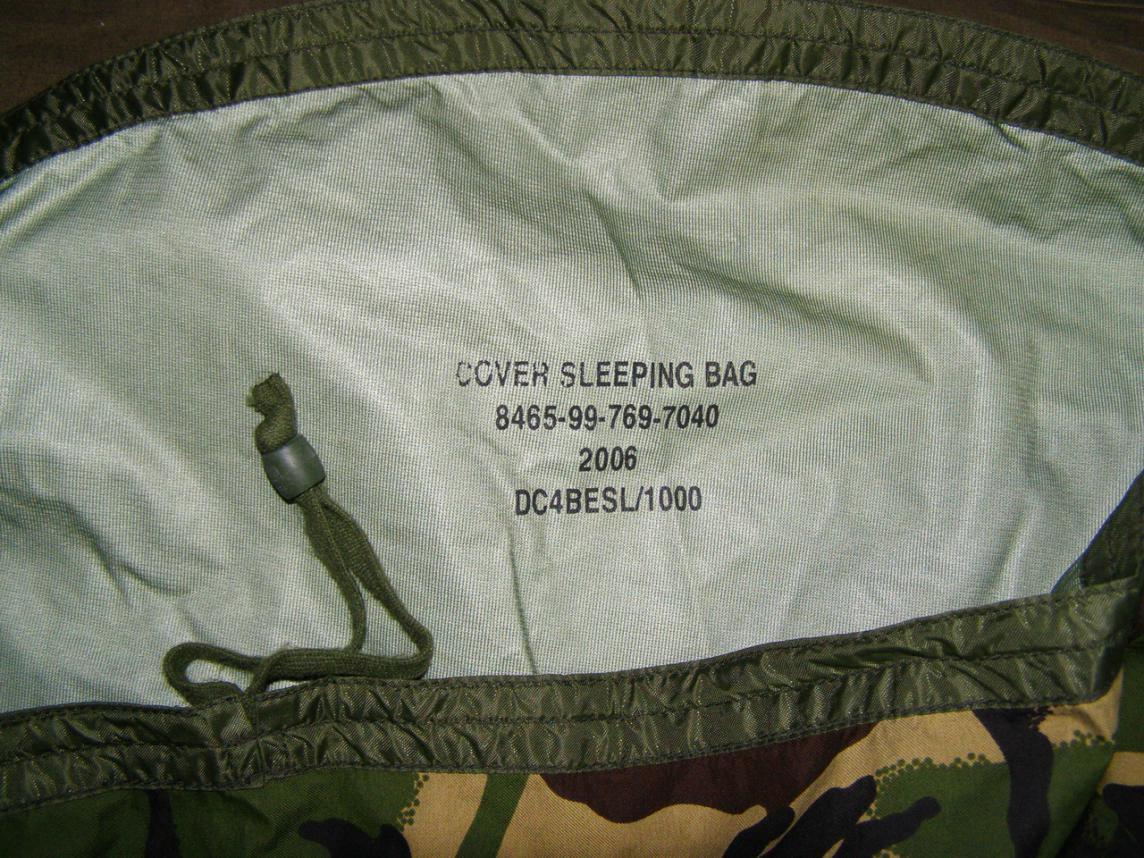 COVER SLEEPING BAG
8465-99-769-7040
2006
DC4BESL/1000